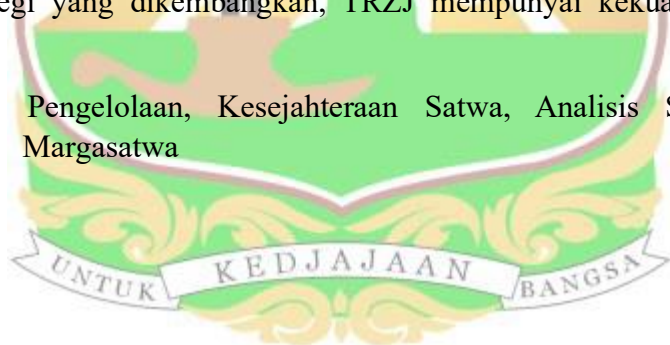 egi yang dikembangkan, TRZJ mempunyai kekua
Pengelolaan, Kesejahteraan Satwa, Analisis S
Margasatwa
UNTUK KEDJAJAAN BANGSA